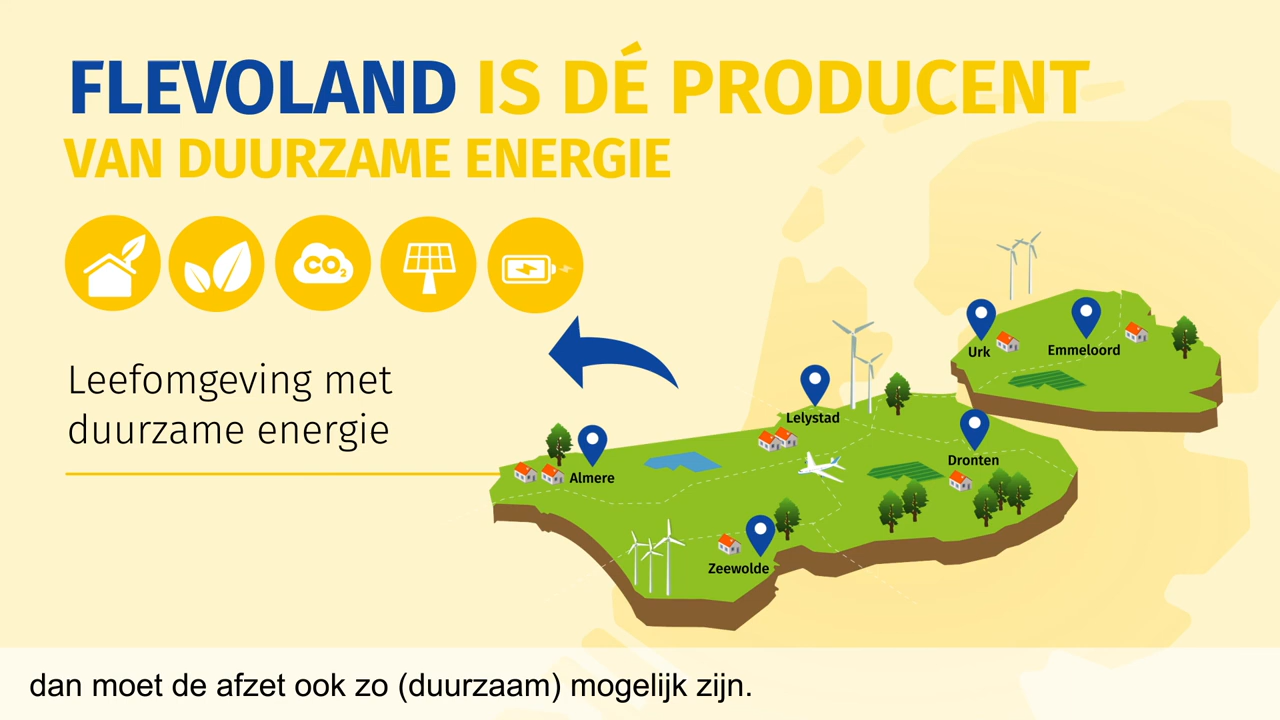 FLEVOLAND IS DÉ PRODUCENT
VAN DUURZAME ENERGIE
CO2
Leefomgeving met
duurzame energie
Urk
Emmeloord
Lelystad
Dronten
Almere
Zeewolde
dan moet de afzet ook zo (duurzaam) mogelijk zijn.